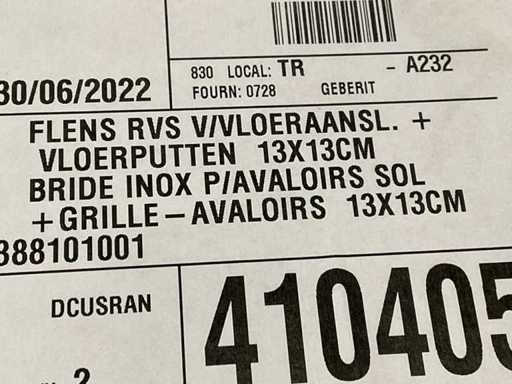 30/06/2022
830 LOCAL: TR - A232
FOURN: 0728 GEBERIT
FLENS RVS V/VLOERAANSL. +
VLOERPUTTEN 13X13CM
BRIDE INOX P/AVALOIRS SOL
+ GRILLE - AVALOIRS 13X13CM
388101001
DCUSRAN
410405
2